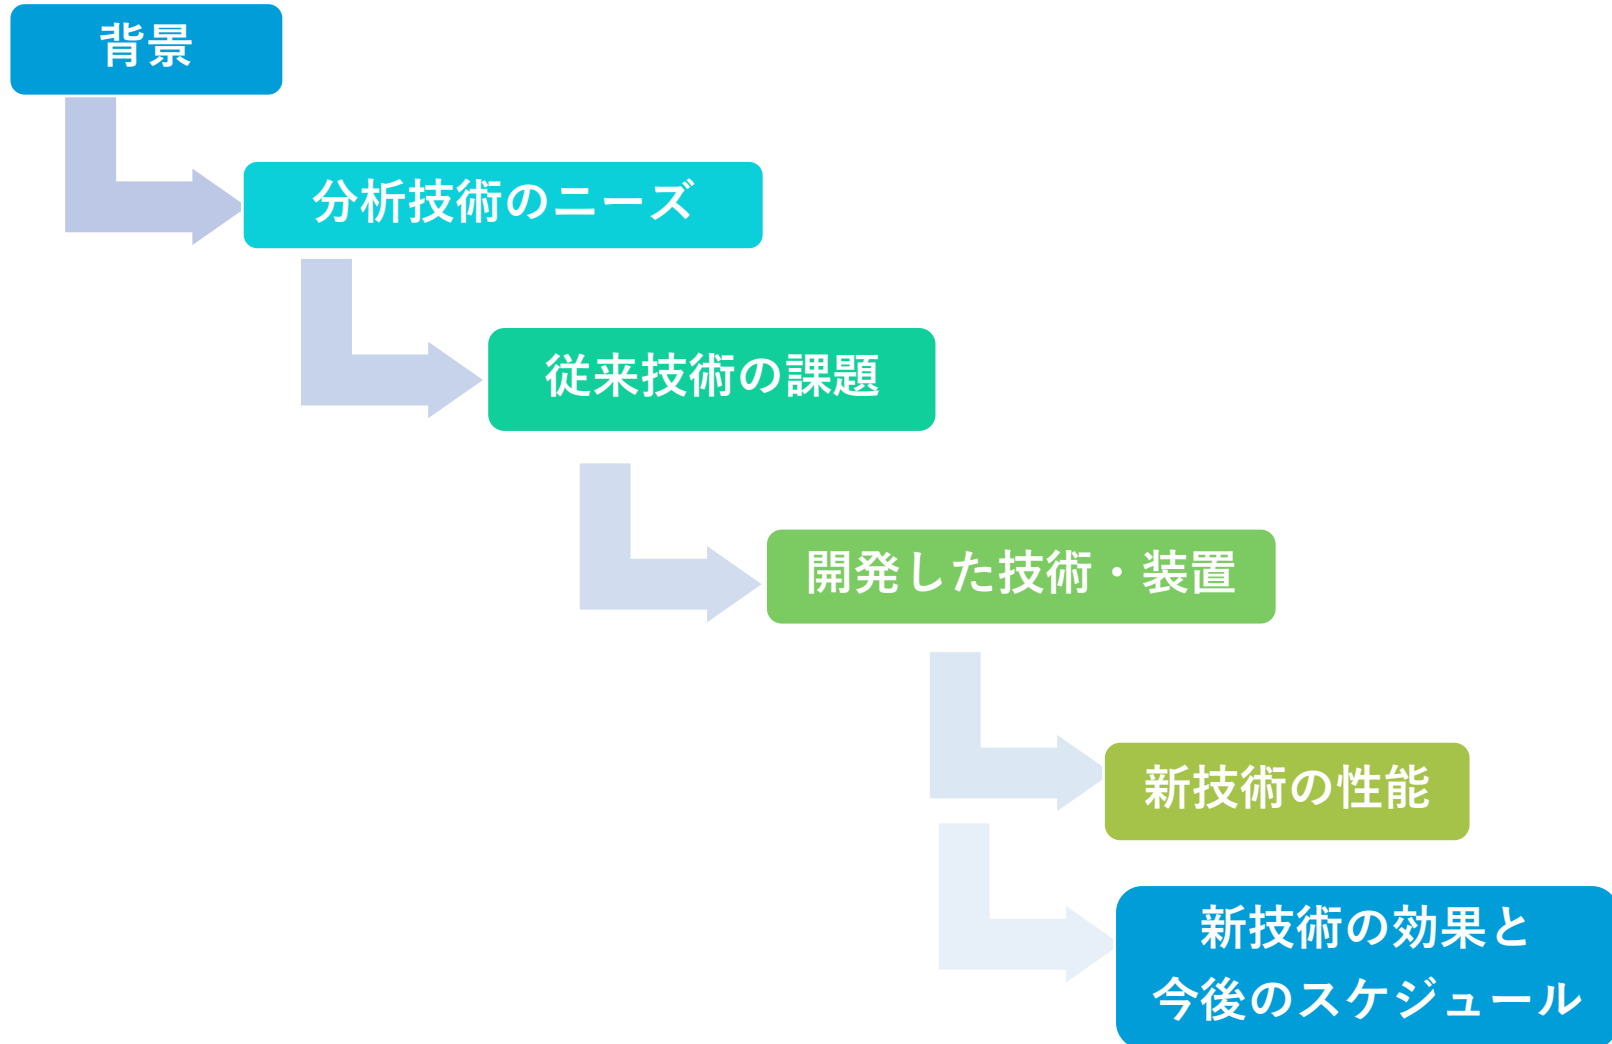 背景
分析技術のニーズ
従来技術の課題
開発した技術・装置
新技術の性能
新技術の効果と
今後のスケジュール